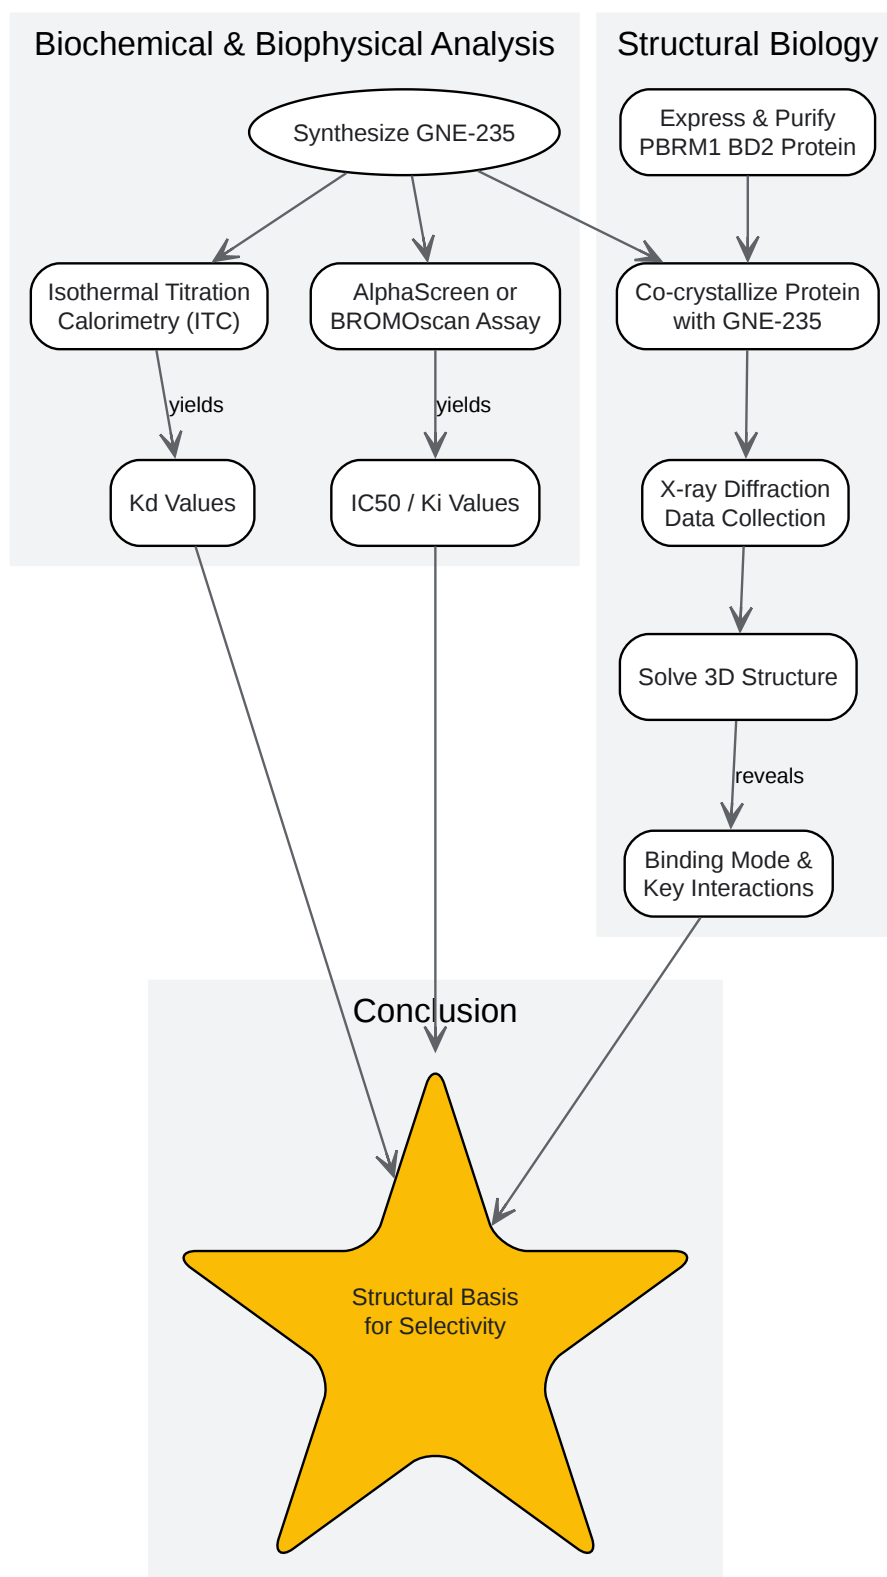 Biochemical & Biophysical Analysis
Structural Biology
Synthesize GNE-235
Express & Purify
PBRM1 BD2 Protein
Isothermal Titration
Calorimetry (ITC)
AlphaScreen or
BROMOscan Assay
Co-crystallize Protein
with GNE-235
yields
yields
Kd Values
IC50 / Ki Values
X-ray Diffraction
Data Collection
Solve 3D Structure
reveals
Binding Mode &
Key Interactions
Conclusion
Structural Basis
for Selectivity